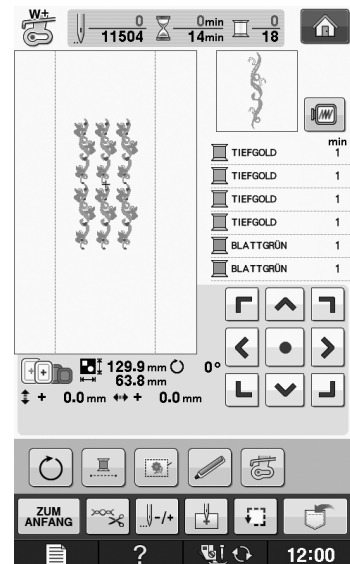 W+
0 0min 0
11504 14min 18
min
TIEFGOLD 1
TIEFGOLD 1
TIEFGOLD 1
TIEFGOLD 1
BLATTGRÜN 1
BLATTGRÜN 1
129.9 mm 0°
63.8 mm
+ 0.0 mm + 0.0 mm
ZUM
ANFANG
-/+
? 12:00